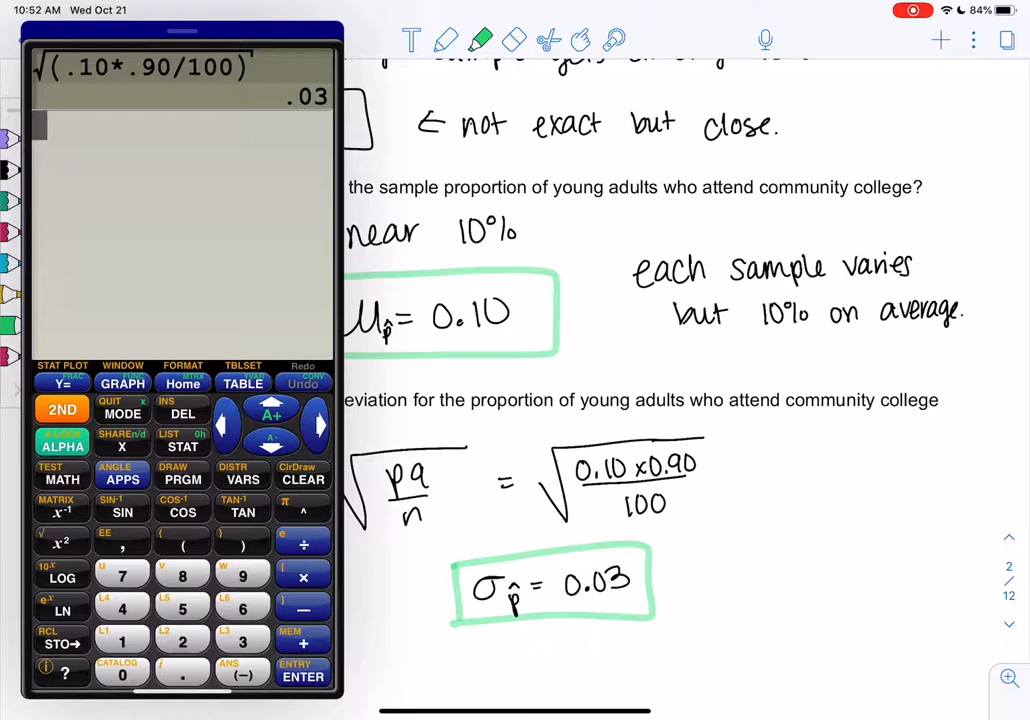 10:52 AM Wed Oct 21
84%
√(.10*.90/100)
.03
← not exact but close.
the sample proportion of young adults who attend community college?
near 10%
each sample varies
but 10% on average.
μp̂ = 0.10
eviation for the proportion of young adults who attend community college
√pq/n = √0.10 x 0.90/100
σp̂ = 0.03
2
/
12
STAT PLOT WINDOW FORMAT TBLSET Redo
Y= GRAPH Home TABLE Undo
QUIT x INS
2ND MODE DEL A+
A-LOCK SHARE n/d LIST 0h A-
ALPHA X STAT
TEST ANGLE DRAW DISTR ClrDraw
MATH APPS PRGM VARS CLEAR
MATRIX SIN-1 COS-1 TAN-1 π
x-1 SIN COS TAN ^
√ EE { } e
x2 , ( ) ÷
10x u v w [
LOG 7 8 9 ×
ex L4 L5 L6 ]
LN 4 5 6 —
RCL L1 L2 L3 MEM
STO→ 1 2 3 +
CATALOG i ANS ENTRY
i ? 0 . (−) ENTER